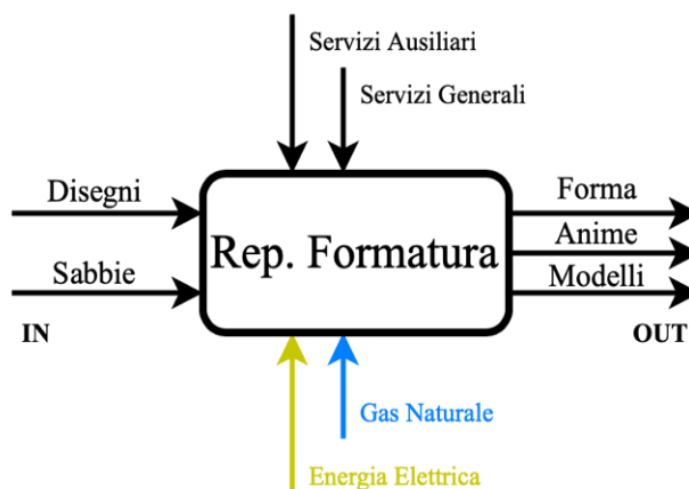 Servizi Ausiliari
Servizi Generali
Disegni
Sabbie
IN
Rep. Formatura
Forma
Anime
Modelli
OUT
Gas Naturale
Energia Elettrica